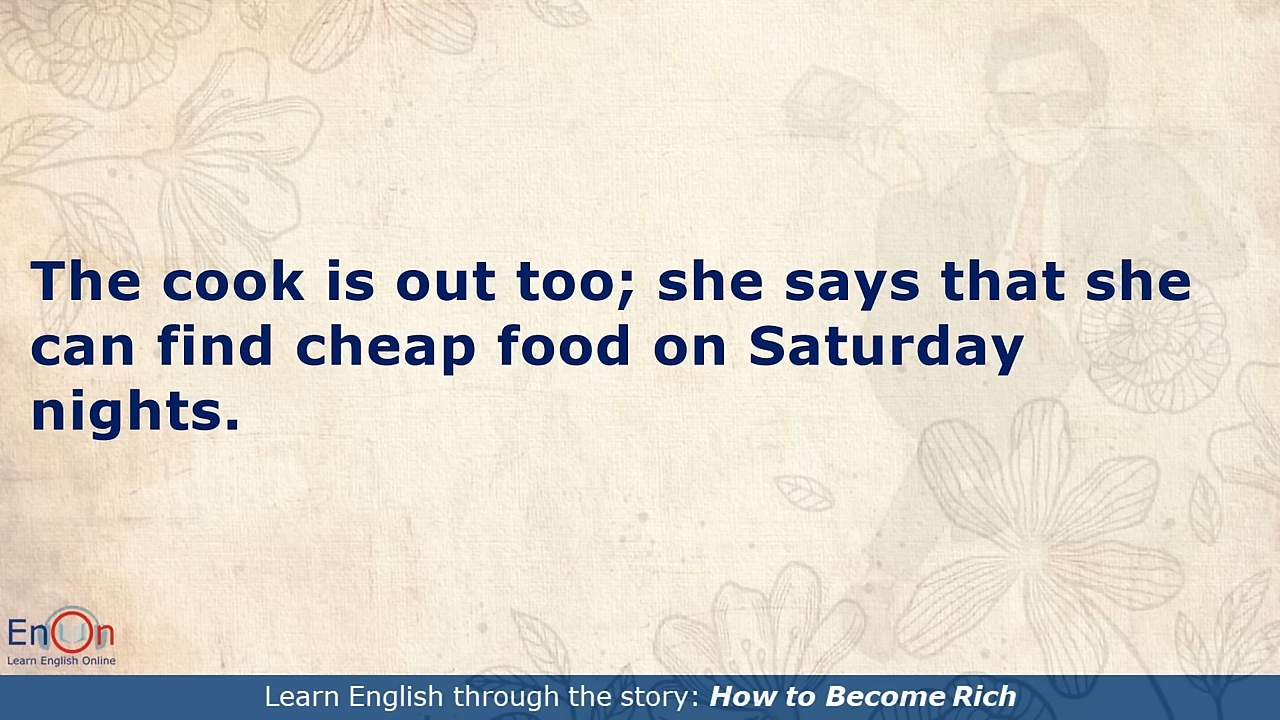 The cook is out too; she says that she
can find cheap food on Saturday
nights.
EnOn
Learn English Online
Learn English through the story: How to Become Rich